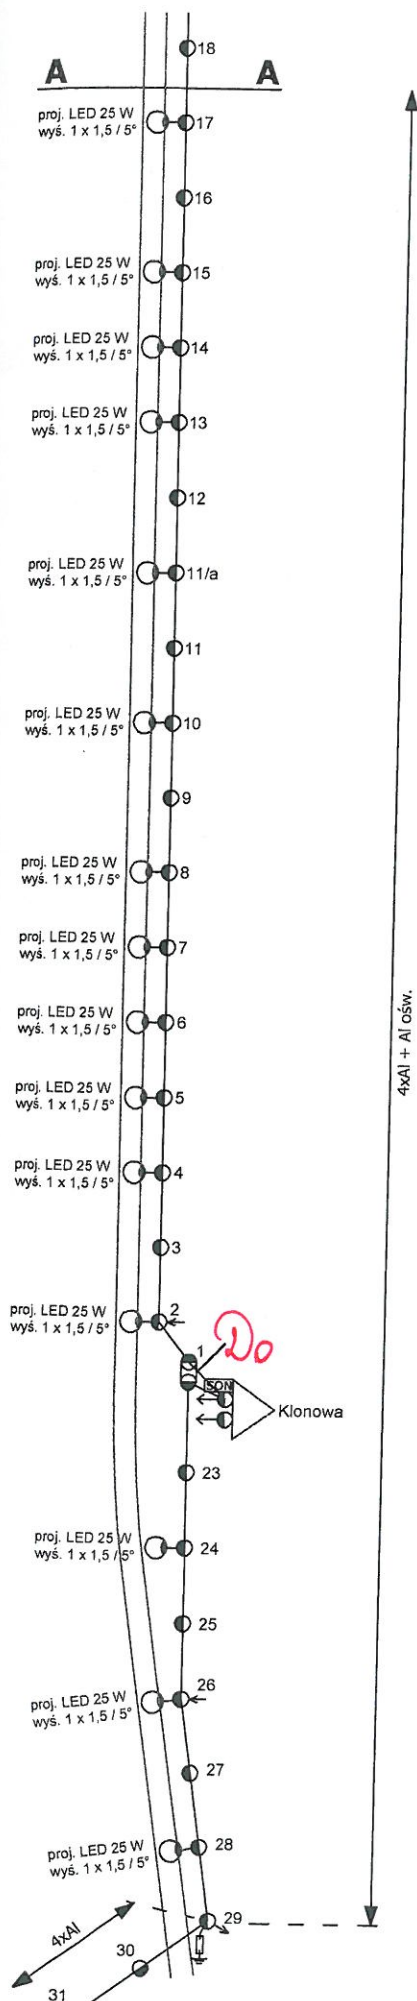 18
A A
proj. LED 25 W
wyś. 1 x 1,5 / 5°
17
16
proj. LED 25 W
wyś. 1 x 1,5 / 5°
15
proj. LED 25 W
wyś. 1 x 1,5 / 5°
14
proj. LED 25 W
wyś. 1 x 1,5 / 5°
13
12
proj. LED 25 W
wyś. 1 x 1,5 / 5°
11/a
11
proj. LED 25 W
wyś. 1 x 1,5 / 5°
10
9
proj. LED 25 W
wyś. 1 x 1,5 / 5°
8
proj. LED 25 W
wyś. 1 x 1,5 / 5°
7
proj. LED 25 W
wyś. 1 x 1,5 / 5°
6
4xAl + Al ośw.
proj. LED 25 W
wyś. 1 x 1,5 / 5°
5
proj. LED 25 W
wyś. 1 x 1,5 / 5°
4
3
proj. LED 25 W
wyś. 1 x 1,5 / 5°
2
Do
1
SON
Klonowa
23
proj. LED 25 W
wyś. 1 x 1,5 / 5°
24
25
proj. LED 25 W
wyś. 1 x 1,5 / 5°
26
27
proj. LED 25 W
wyś. 1 x 1,5 / 5°
28
29
4xAl
30
31